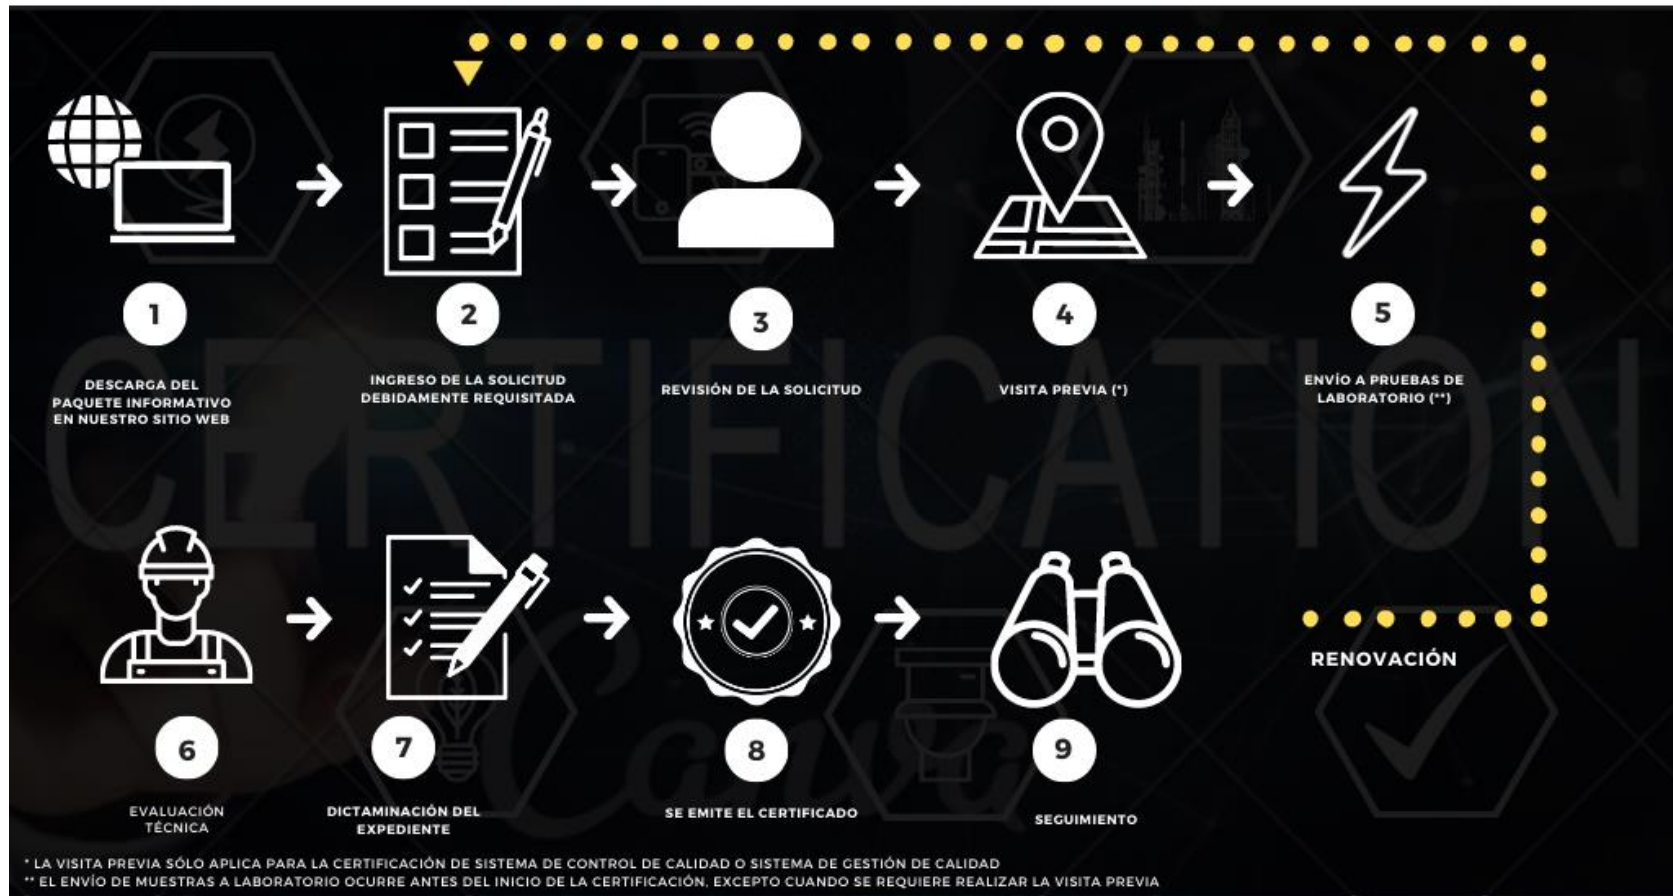 1
2
3
4
5
DESCARGA DEL
PAQUETE INFORMATIVO
EN NUESTRO SITIO WEB
INGRESO DE LA SOLICITUD
DEBIDAMENTE REQUISITADA
REVISIÓN DE LA SOLICITUD
VISITA PREVIA (*)
ENVÍO A PRUEBAS DE
LABORATORIO (**)
CERTIFICATION
RENOVACIÓN
Canva
6
7
8
9
EVALUACIÓN
TÉCNICA
DICTAMINACIÓN DEL
EXPEDIENTE
SE EMITE EL CERTIFICADO
SEGUIMIENTO
* LA VISITA PREVIA SÓLO APLICA PARA LA CERTIFICACIÓN DE SISTEMA DE CONTROL DE CALIDAD O SISTEMA DE GESTIÓN DE CALIDAD
** EL ENVÍO DE MUESTRAS A LABORATORIO OCURRE ANTES DEL INICIO DE LA CERTIFICACIÓN, EXCEPTO CUANDO SE REQUIERE REALIZAR LA VISITA PREVIA